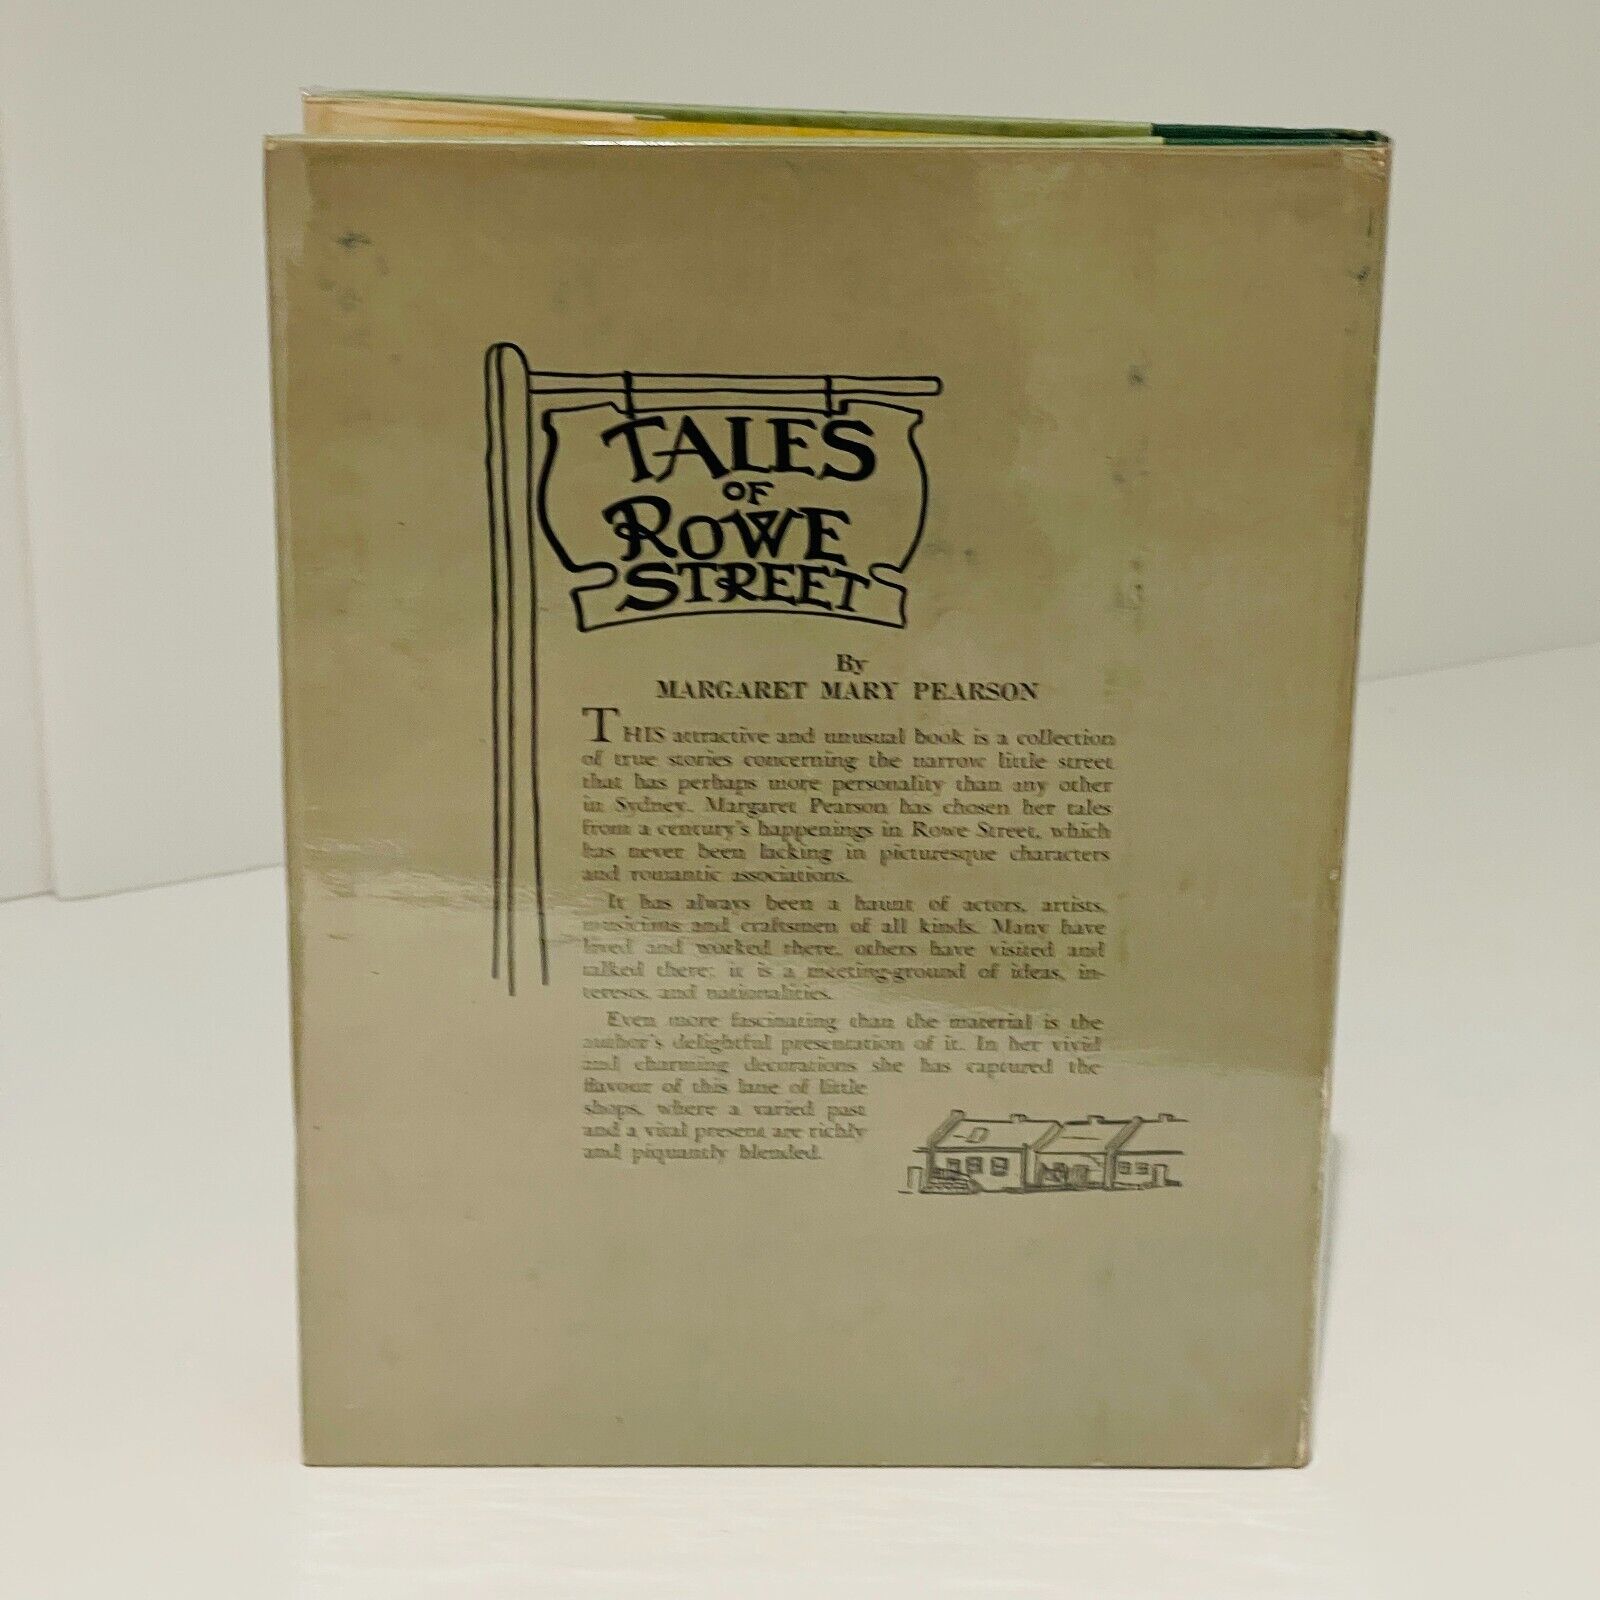 TALES
OF
ROWE
STREET
By
MARGARET MARY PEARSON
THIS attractive and unusual book is a collection
of true stories concerning the narrow little street
that has perhaps more personality than any other
in Sydney. Margaret Pearson has chosen her tales
from a century's happenings in Rowe Street, which
has never been lacking in picturesque characters
and romantic associations.
It has always been a haunt of actors, artists,
musicians and craftsmen of all kinds. Many have
lived and worked there, others have visited and
talked there; it is a meeting-ground of ideas, in-
terests, and nationalities.
Even more fascinating than the material is the
author's delightful presentation of it. In her vivid
and charming decorations she has captured the
flavour of this lane of little
shops, where a varied past
and a vital present are richly
and piquantly blended.